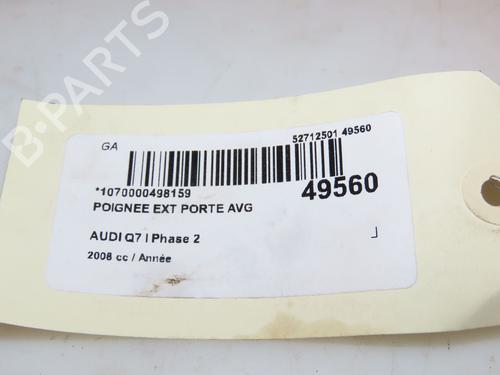 B-PARTS
GA
52712501 49560
*1070000498159
49560
POIGNEE EXT PORTE AVG
AUDI Q7 I Phase 2
2008 cc / Année